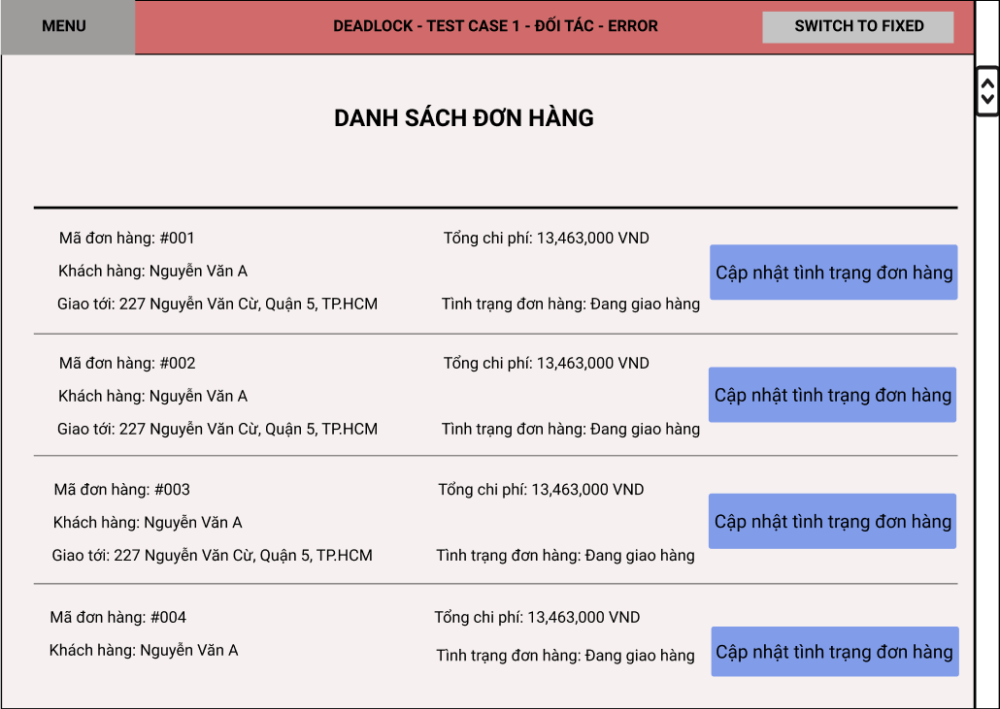 MENU
DEADLOCK - TEST CASE 1 - ĐỐI TÁC - ERROR
SWITCH TO FIXED
DANH SÁCH ĐƠN HÀNG
Mã đơn hàng: #001
Tổng chi phí: 13,463,000 VND
Khách hàng: Nguyễn Văn A
Cập nhật tình trạng đơn hàng
Giao tới: 227 Nguyễn Văn Cừ, Quận 5, TP.HCM
Tình trạng đơn hàng: Đang giao hàng
Mã đơn hàng: #002
Tổng chi phí: 13,463,000 VND
Khách hàng: Nguyễn Văn A
Cập nhật tình trạng đơn hàng
Giao tới: 227 Nguyễn Văn Cừ, Quận 5, TP.HCM
Tình trạng đơn hàng: Đang giao hàng
Mã đơn hàng: #003
Tổng chi phí: 13,463,000 VND
Khách hàng: Nguyễn Văn A
Cập nhật tình trạng đơn hàng
Giao tới: 227 Nguyễn Văn Cừ, Quận 5, TP.HCM
Tình trạng đơn hàng: Đang giao hàng
Mã đơn hàng: #004
Tổng chi phí: 13,463,000 VND
Khách hàng: Nguyễn Văn A
Tình trạng đơn hàng: Đang giao hàng
Cập nhật tình trạng đơn hàng